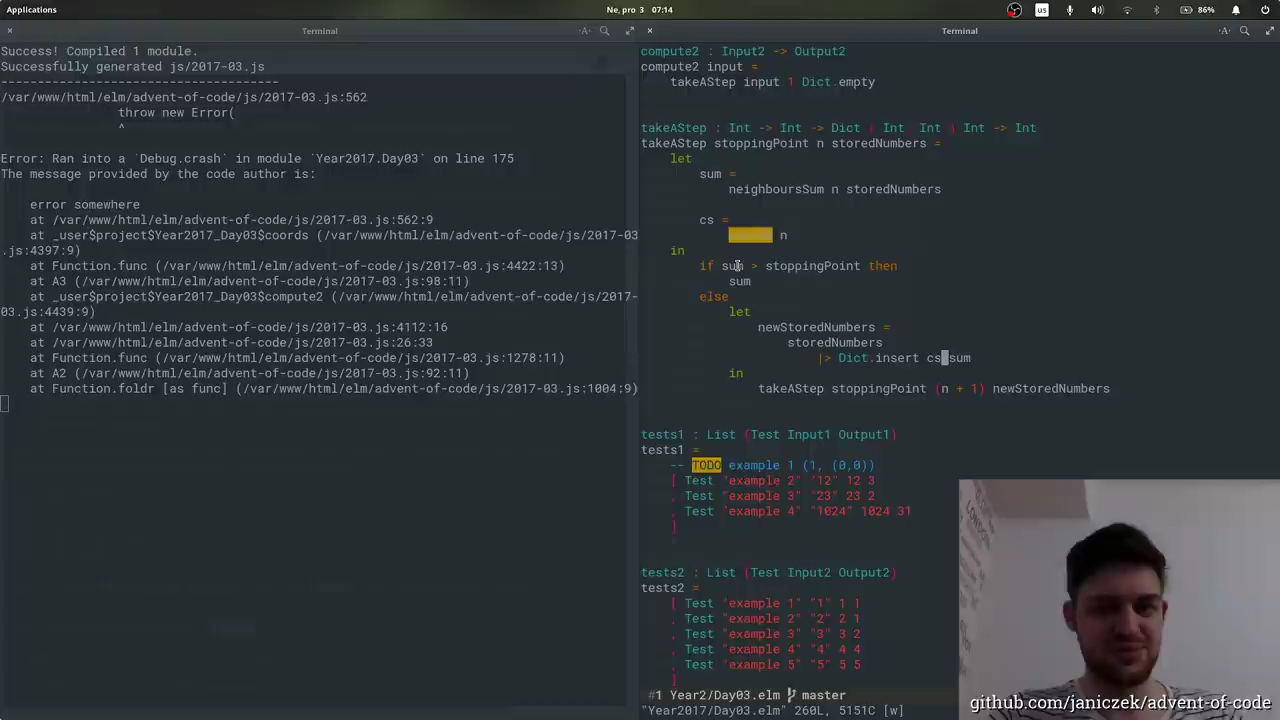 Applications
Ne, pro 3 07:14
us
86%
Terminal
Success! Compiled 1 module.
Successfully generated js/2017-03.js
--------------------------------------
/var/www/html/elm/advent-of-code/js/2017-03.js:562
throw new Error(
^
Error: Ran into a `Debug.crash` in module `Year2017.Day03` on line 175
The message provided by the code author is:
error somewhere
at /var/www/html/elm/advent-of-code/js/2017-03.js:562:9
at _user$project$Year2017_Day03$coords (/var/www/html/elm/advent-of-code/js/2017-03
.js:4397:9)
at Function.func (/var/www/html/elm/advent-of-code/js/2017-03.js:4422:13)
at A3 (/var/www/html/elm/advent-of-code/js/2017-03.js:98:11)
at _user$project$Year2017_Day03$compute2 (/var/www/html/elm/advent-of-code/js/2017-
03.js:4439:9)
at /var/www/html/elm/advent-of-code/js/2017-03.js:4112:16
at /var/www/html/elm/advent-of-code/js/2017-03.js:26:33
at Function.func (/var/www/html/elm/advent-of-code/js/2017-03.js:1278:11)
at A2 (/var/www/html/elm/advent-of-code/js/2017-03.js:92:11)
at Function.foldr [as func] (/var/www/html/elm/advent-of-code/js/2017-03.js:1004:9)
Terminal
compute2 : Input2 -> Output2
compute2 input =
takeAStep input 1 Dict.empty
takeAStep : Int -> Int -> Dict ( Int Int ) Int -> Int
takeAStep stoppingPoint n storedNumbers =
let
sum =
neighboursSum n storedNumbers
cs =
n
in
if sum > stoppingPoint then
sum
else
let
newStoredNumbers =
storedNumbers
|> Dict.insert cs sum
in
takeAStep stoppingPoint (n + 1) newStoredNumbers
tests1 : List (Test Input1 Output1)
tests1 =
-- TODO example 1 (1, (0,0))
[ Test "example 2" "12" 12 3
, Test "example 3" "23" 23 2
, Test "example 4" "1024" 1024 31
]
tests2 : List (Test Input2 Output2)
tests2 =
[ Test "example 1" "1" 1 1
, Test "example 2" "2" 2 1
, Test "example 3" "3" 3 2
, Test "example 4" "4" 4 4
, Test "example 5" "5" 5 5
]
#1 Year2/Day03.elm master
"Year2017/Day03.elm" 260L, 5151C [w]
LONDON
github.com/janiczek/advent-of-code